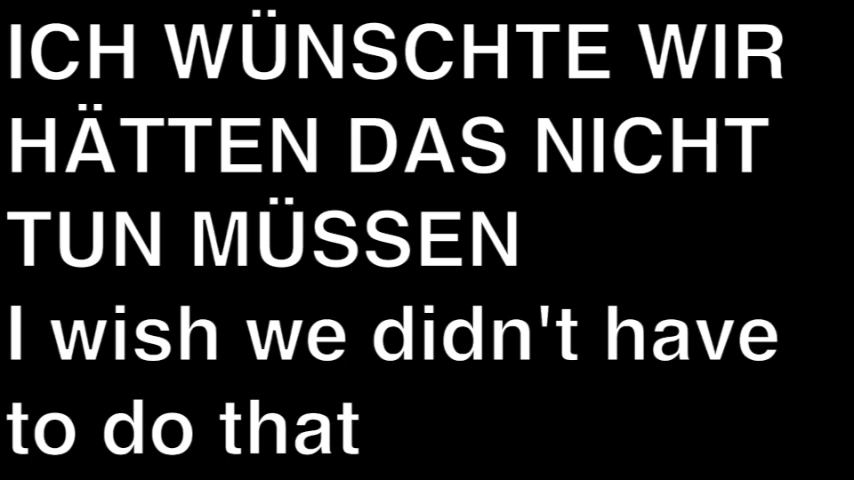 ICH WÜNSCHTE WIR
HÄTTEN DAS NICHT
TUN MÜSSEN
I wish we didn't have
to do that